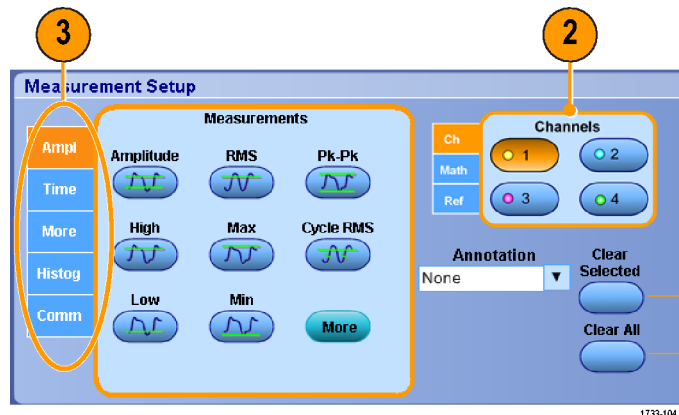 3
2
Measurement Setup
Ampl
Time
More
Histog
Comm
Measurements
Amplitude RMS Pk-Pk
High Max Cycle RMS
Low Min
More
Ch
Math
Ref
Channels
1 2
3 4
Annotation
None
Clear
Selected
Clear All
1733-104